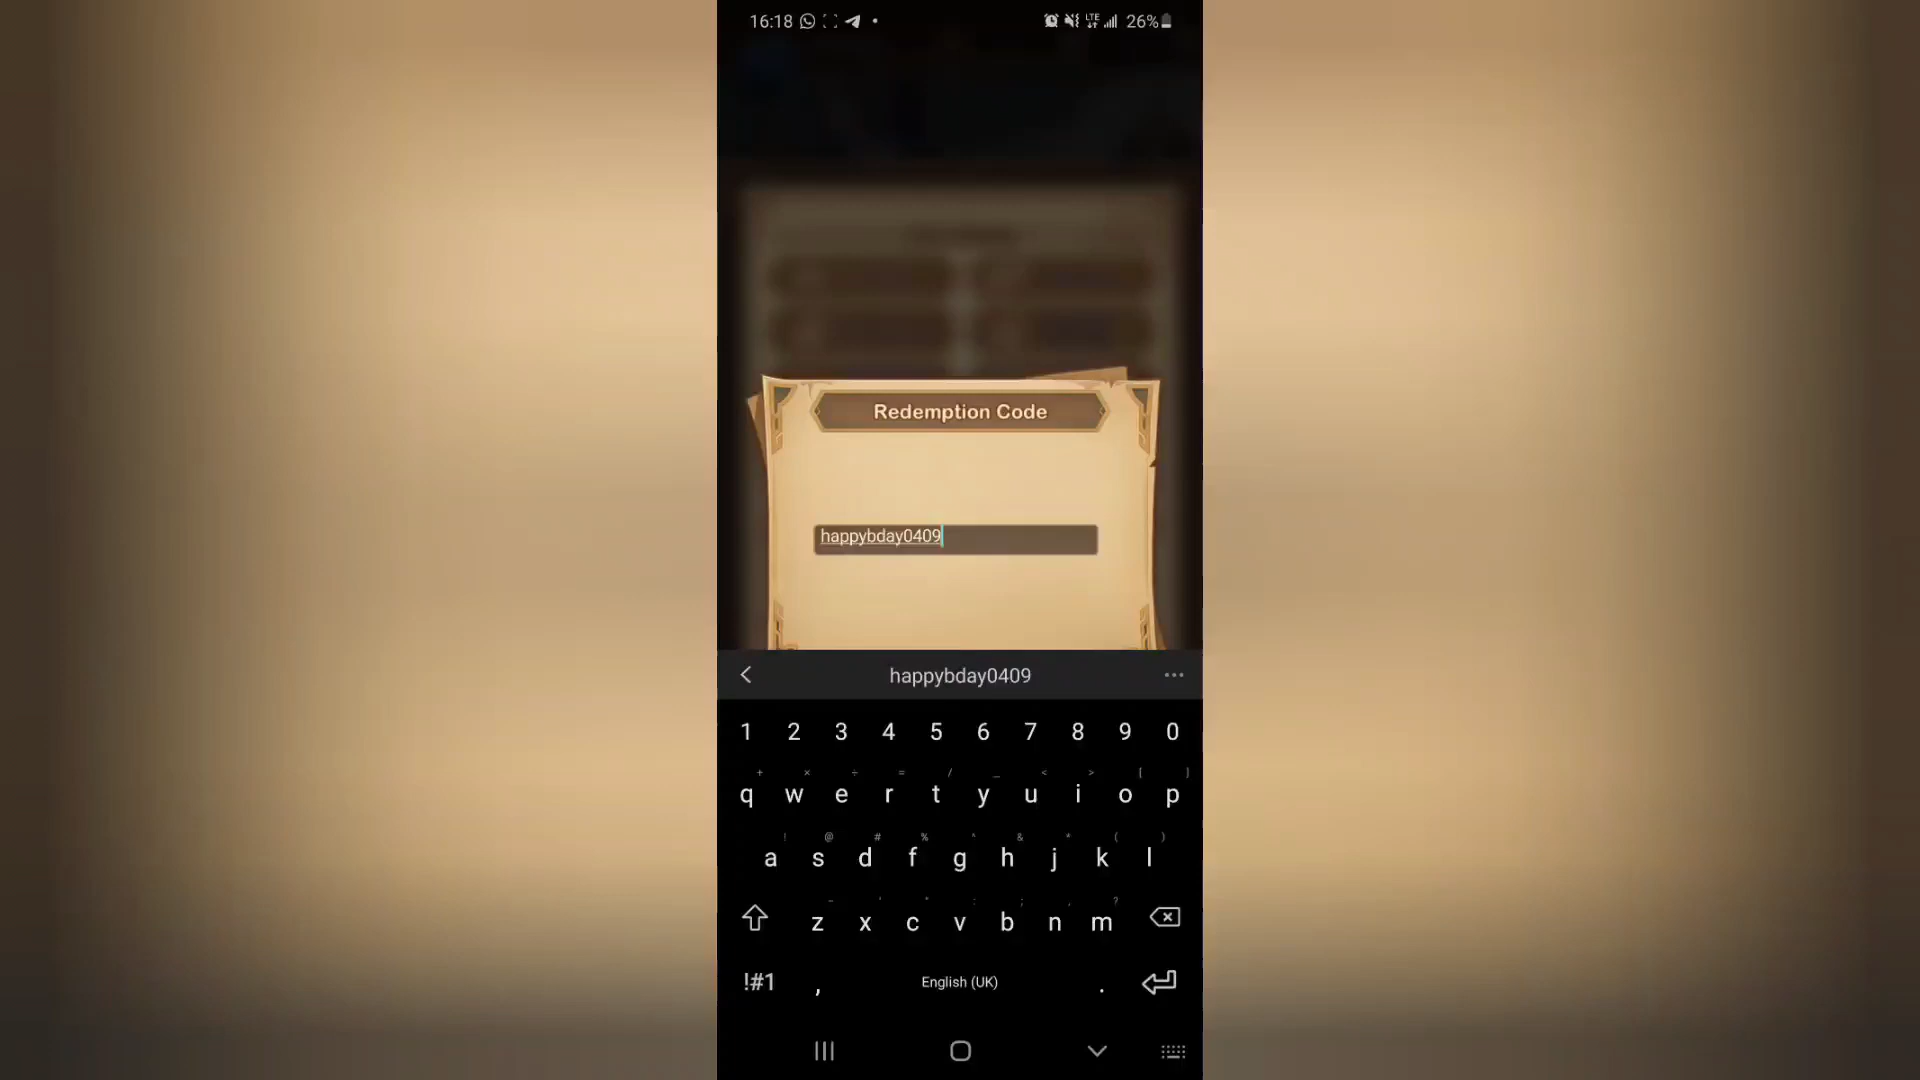 16:18 LTE 26%
Redemption Code
happybday0409
happybday0409
1 2 3 4 5 6 7 8 9 0
+ × ÷ = / _ < > [ ]
q w e r t y u i o p
! @ # % ^ & * ( )
a s d f g h j k l
- ' " : ; , ?
z x c v b n m
!#1 , English (UK) .